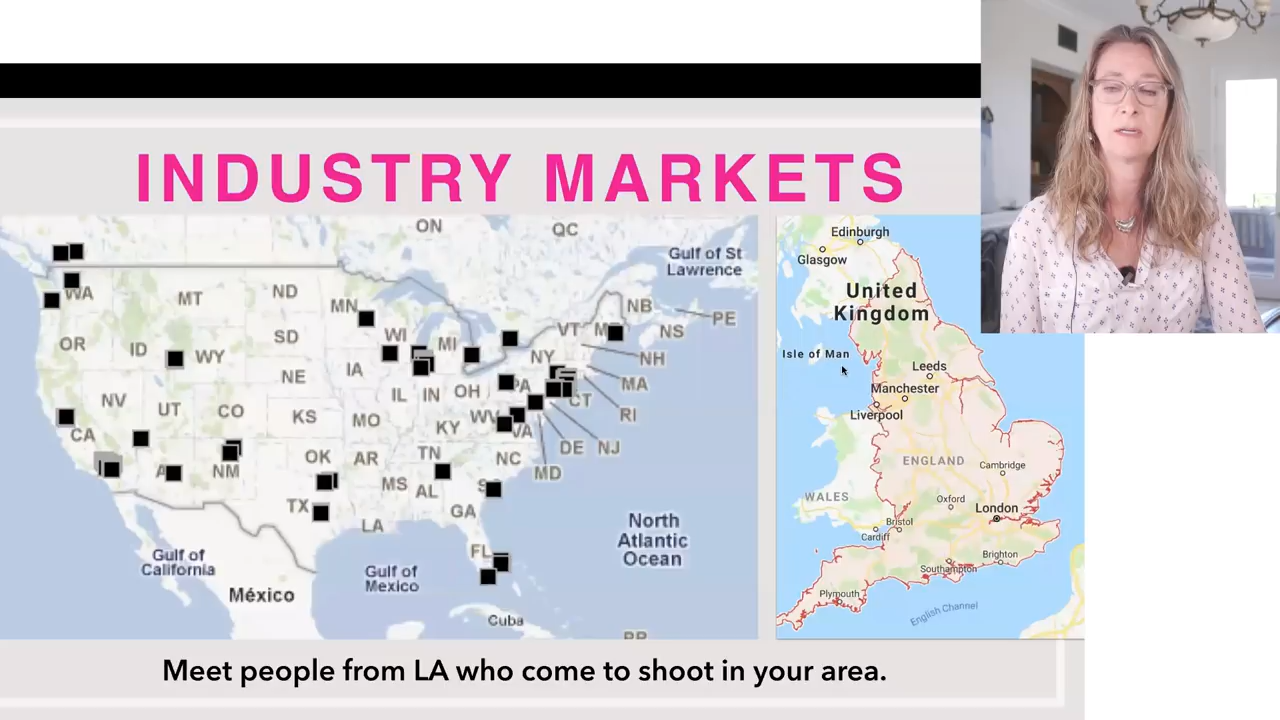 INDUSTRY MARKETS
ON
QC
Gulf of St
Lawrence
WA
MT
ND
MN
NB
PE
NS
OR
ID
WY
SD
WI
MI
VT
NY
NH
NE
IA
MA
NV
UT
CO
IL
IN
OH
PA
CT
RI
KS
MO
KY
WV
VA
CA
DE
NJ
OK
AR
TN
NC
MD
NM
MS
AL
TX
LA
GA
FL
North
Atlantic
Ocean
Gulf of
California
Gulf of
Mexico
México
Cuba
PR
Edinburgh
Glasgow
United
Kingdom
Isle of Man
Leeds
Manchester
Liverpool
ENGLAND
Cambridge
WALES
Oxford
London
Bristol
Cardiff
Brighton
Southampton
Plymouth
English Channel
Meet people from LA who come to shoot in your area.